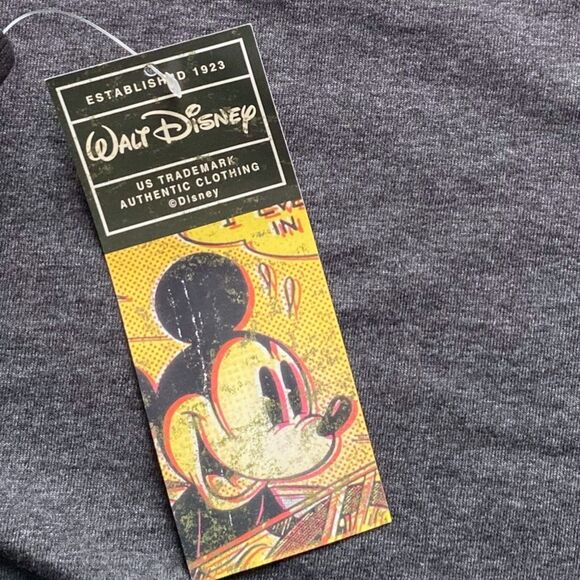 ESTABLISHED 1923
WALT DISNEY
US TRADEMARK
AUTHENTIC CLOTHING
©Disney
I
IN